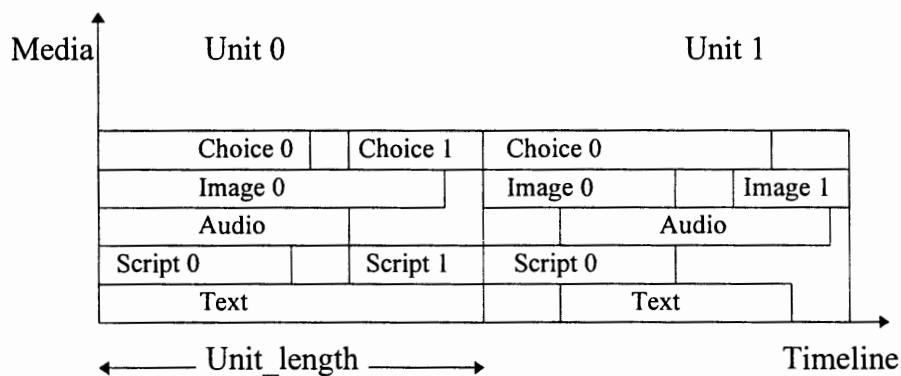 Media Unit 0 Unit 1
Choice 0 Choice 1 Choice 0
Image 0 Image 0 Image 1
Audio Audio
Script 0 Script 1 Script 0
Text Text
Unit_length Timeline